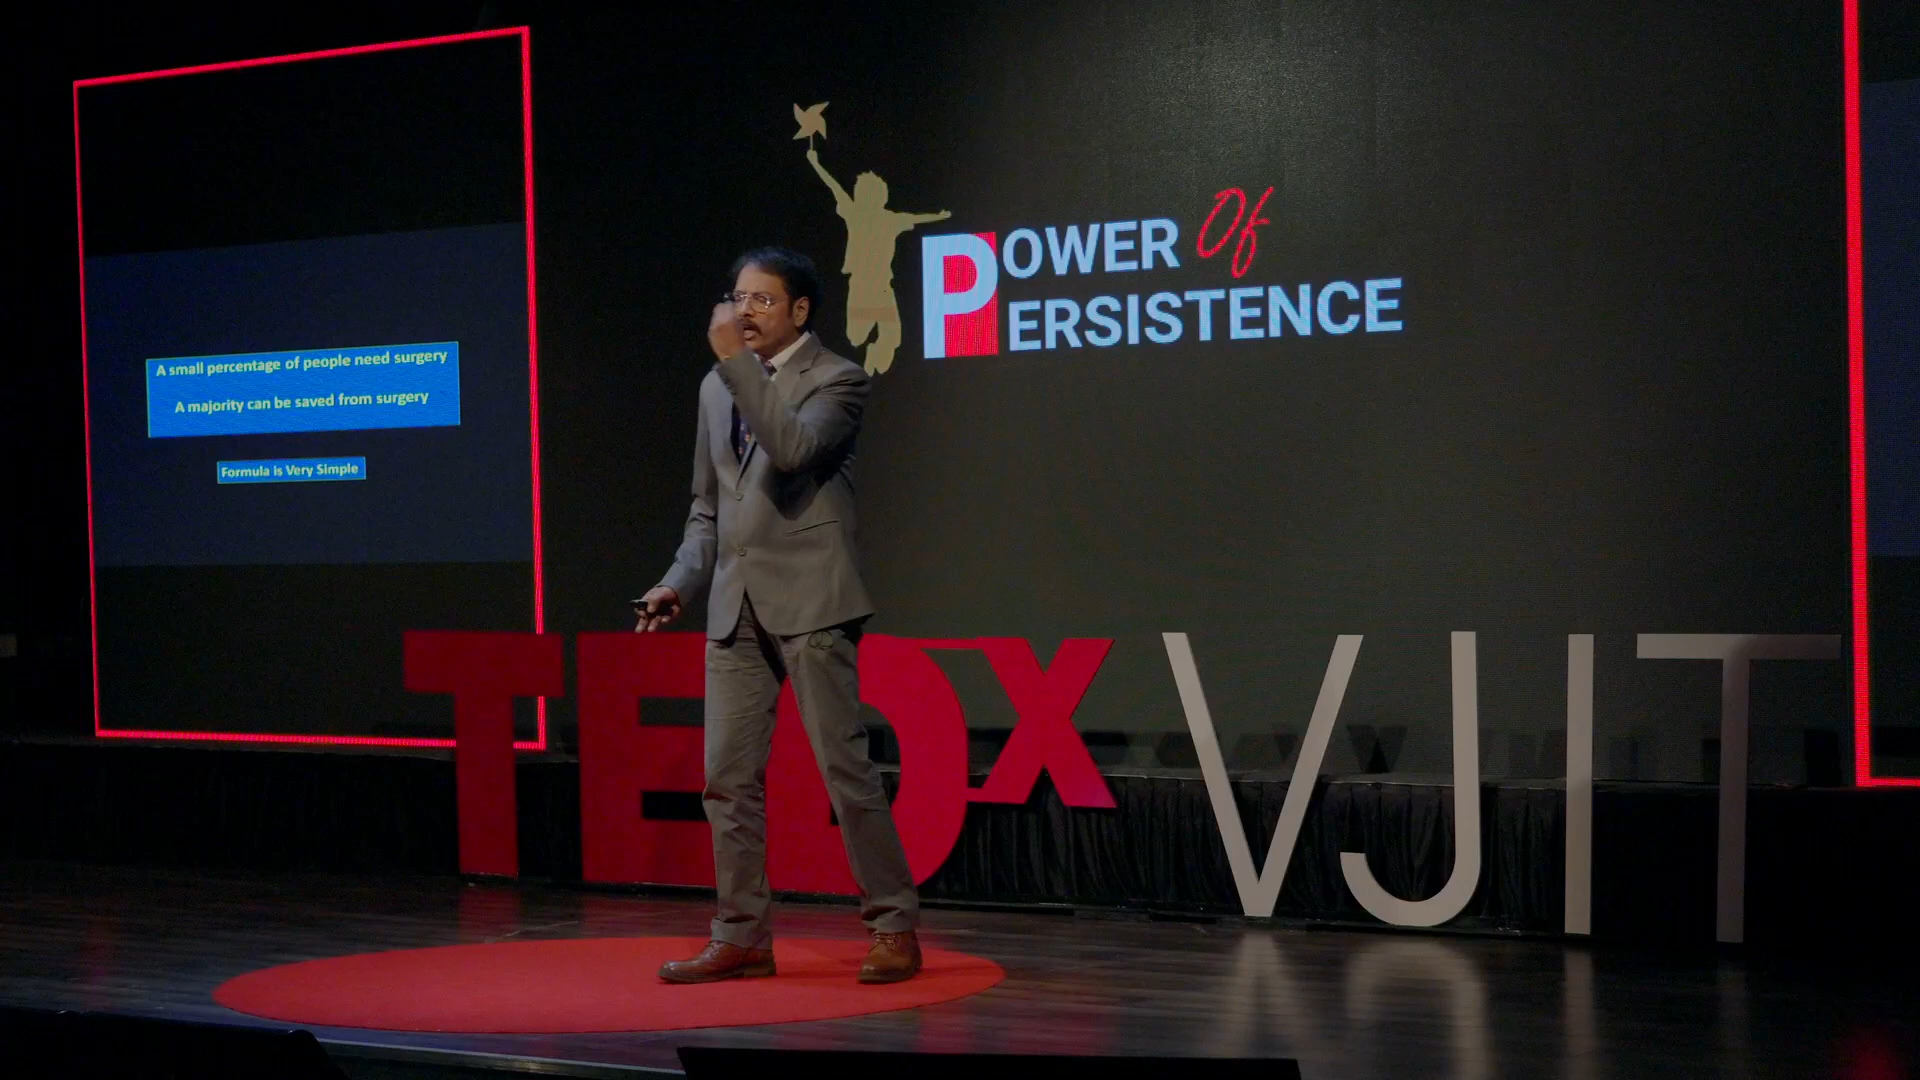 A small percentage of people need surgery
A majority can be saved from surgery
Formula is Very Simple
POWER Of
PERSISTENCE
TEDx VJIT